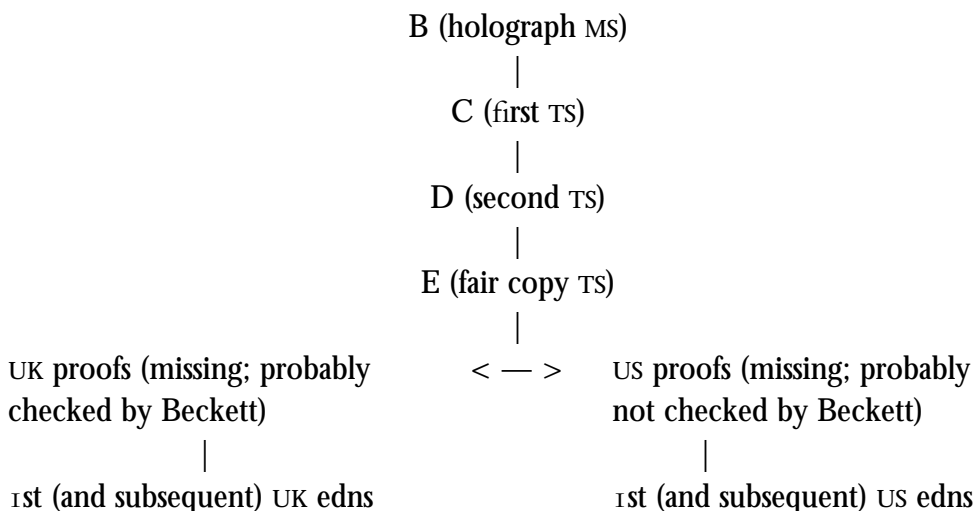 B (holograph MS)
|
C (first TS)
|
D (second TS)
|
E (fair copy TS)
|
UK proofs (missing; probably < — > US proofs (missing; probably
checked by Beckett) not checked by Beckett)
| |
1st (and subsequent) UK edns 1st (and subsequent) US edns